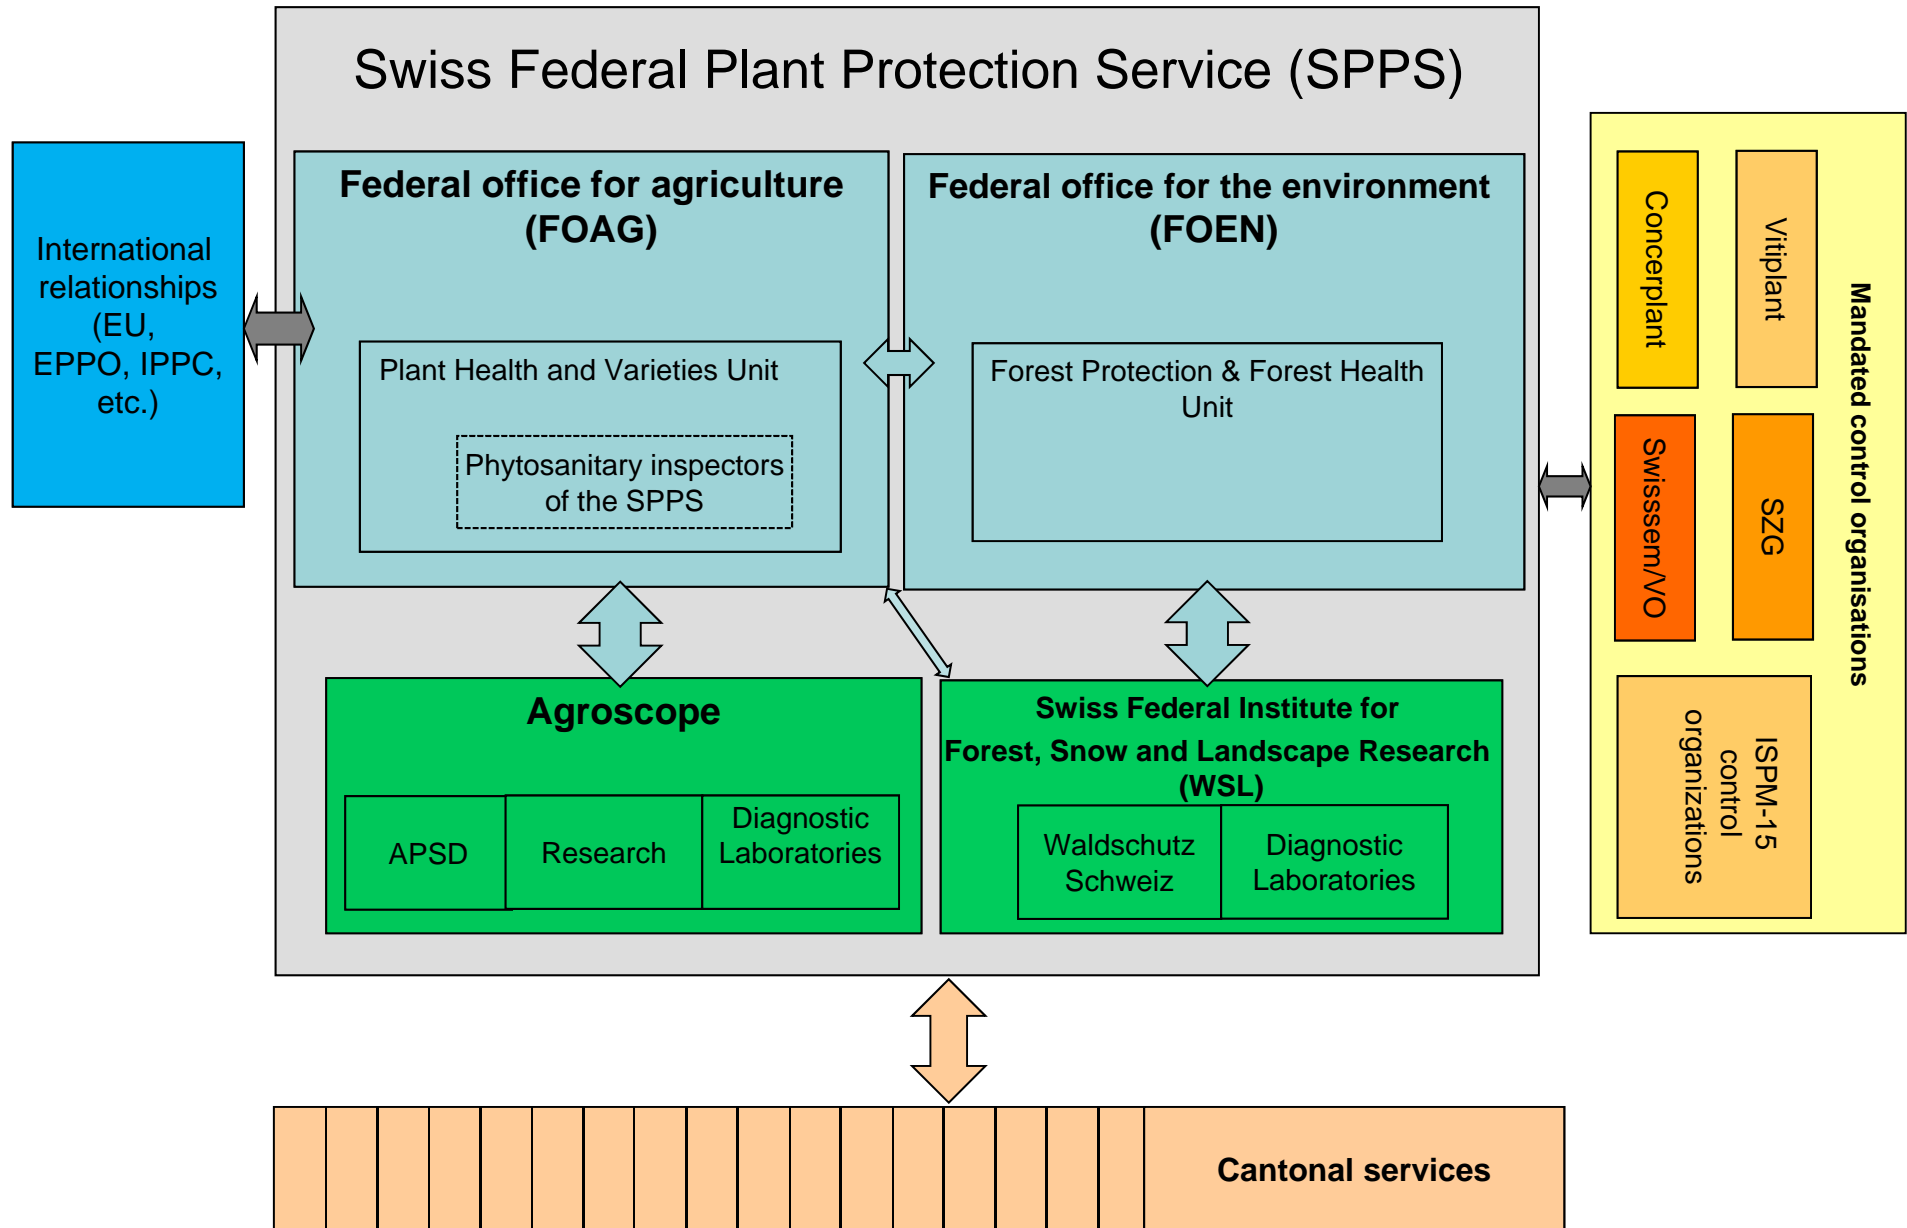 Swiss Federal Plant Protection Service (SPPS)
International
relationships
(EU,
EPPO, IPPC,
etc.)
Federal office for agriculture
(FOAG)
Plant Health and Varieties Unit
Phytosanitary inspectors
of the SPPS
Federal office for the environment
(FOEN)
Forest Protection & Forest Health
Unit
Agroscope
APSD
Research
Diagnostic
Laboratories
Swiss Federal Institute for
Forest, Snow and Landscape Research
(WSL)
Waldschutz
Schweiz
Diagnostic
Laboratories
Mandated control organisations
Concerplant
Vitiplant
Swisssem/VO
SZG
ISPM-15
control
organizations
Cantonal services